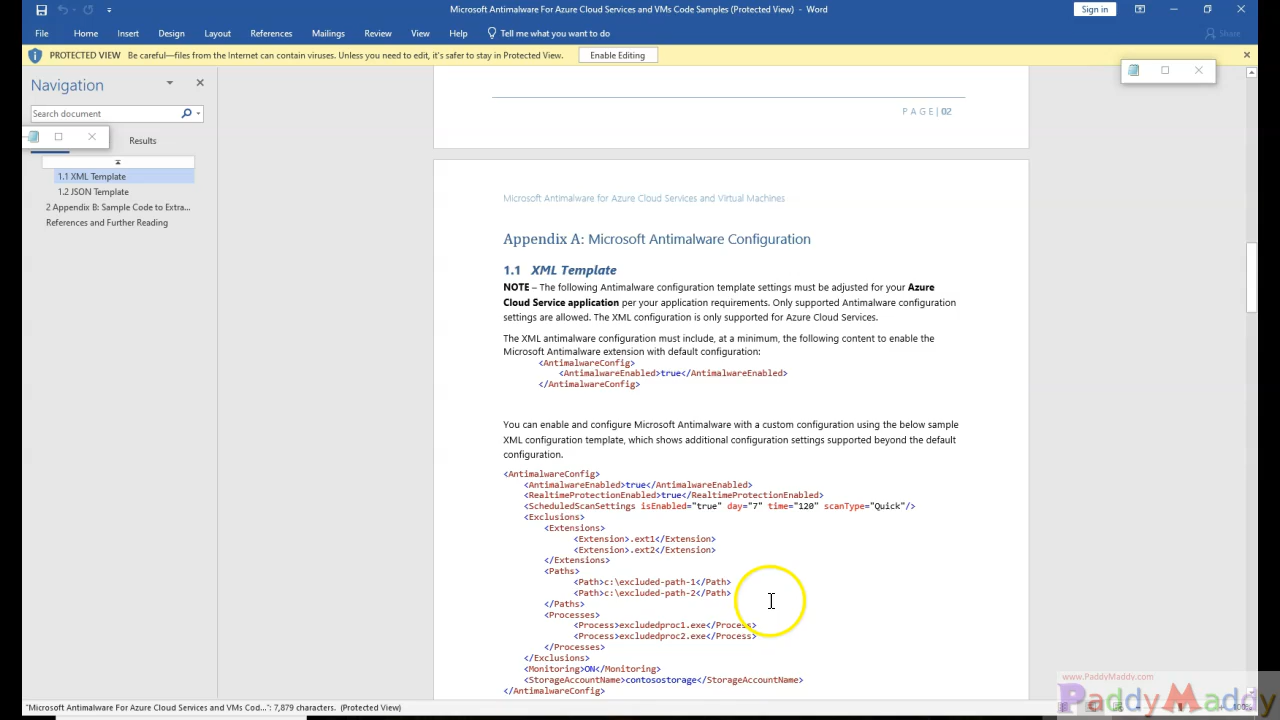 Microsoft Antimalware For Azure Cloud Services and VMs Code Samples (Protected View) - Word
Sign in
File Home Insert Design Layout References Mailings Review View Help Tell me what you want to do
Share
PROTECTED VIEW Be careful—files from the Internet can contain viruses. Unless you need to edit, it's safer to stay in Protected View. Enable Editing
Navigation
Search document
Results
1.1 XML Template
1.2 JSON Template
2 Appendix B: Sample Code to Extra...
References and Further Reading
PAGE | 02
Microsoft Antimalware for Azure Cloud Services and Virtual Machines
Appendix A: Microsoft Antimalware Configuration
1.1 XML Template
NOTE – The following Antimalware configuration template settings must be adjusted for your Azure
Cloud Service application per your application requirements. Only supported Antimalware configuration
settings are allowed. The XML configuration is only supported for Azure Cloud Services.
The XML antimalware configuration must include, at a minimum, the following content to enable the
Microsoft Antimalware extension with default configuration:
<AntimalwareConfig>
<AntimalwareEnabled>true</AntimalwareEnabled>
</AntimalwareConfig>
You can enable and configure Microsoft Antimalware with a custom configuration using the below sample
XML configuration template, which shows additional configuration settings supported beyond the default
configuration.
<AntimalwareConfig>
<AntimalwareEnabled>true</AntimalwareEnabled>
<RealtimeProtectionEnabled>true</RealtimeProtectionEnabled>
<ScheduledScanSettings isEnabled="true" day="7" time="120" scanType="Quick"/>
<Exclusions>
<Extensions>
<Extension>.ext1</Extension>
<Extension>.ext2</Extension>
</Extensions>
<Paths>
<Path>c:\excluded-path-1</Path>
<Path>c:\excluded-path-2</Path>
</Paths>
<Processes>
<Process>excludedproc1.exe</Process>
<Process>excludedproc2.exe</Process>
</Processes>
</Exclusions>
<Monitoring>ON</Monitoring>
<StorageAccountName>contosostorage</StorageAccountName>
</AntimalwareConfig>
www.PaddyMaddy.com
PaddyMaddy
"Microsoft Antimalware For Azure Cloud Services and VMs Cod...": 7,879 characters. (Protected View)
100%